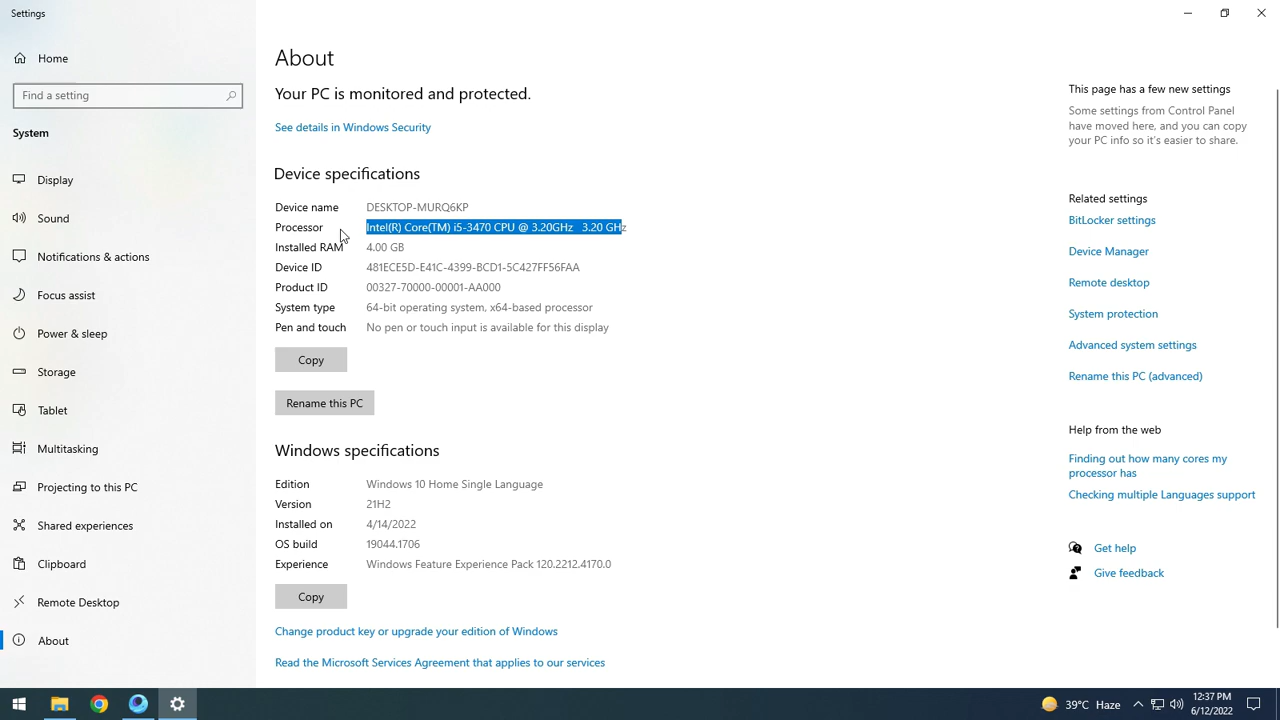 Settings
Home
Find a setting
System
Display
Sound
Notifications & actions
Focus assist
Power & sleep
Storage
Tablet
Multitasking
Projecting to this PC
Shared experiences
Clipboard
Remote Desktop
About
About
Your PC is monitored and protected.
See details in Windows Security
Device specifications
Device name DESKTOP-MURQ6KP
Processor Intel(R) Core(TM) i5-3470 CPU @ 3.20GHz 3.20 GHz
Installed RAM 4.00 GB
Device ID 481ECE5D-E41C-4399-BCD1-5C427FF56FAA
Product ID 00327-70000-00001-AA000
System type 64-bit operating system, x64-based processor
Pen and touch No pen or touch input is available for this display
Copy
Rename this PC
Windows specifications
Edition Windows 10 Home Single Language
Version 21H2
Installed on 4/14/2022
OS build 19044.1706
Experience Windows Feature Experience Pack 120.2212.4170.0
Copy
Change product key or upgrade your edition of Windows
Read the Microsoft Services Agreement that applies to our services
This page has a few new settings
Some settings from Control Panel
have moved here, and you can copy
your PC info so it's easier to share.
Related settings
BitLocker settings
Device Manager
Remote desktop
System protection
Advanced system settings
Rename this PC (advanced)
Help from the web
Finding out how many cores my
processor has
Checking multiple Languages support
Get help
Give feedback
39°C Haze
12:37 PM
6/12/2022